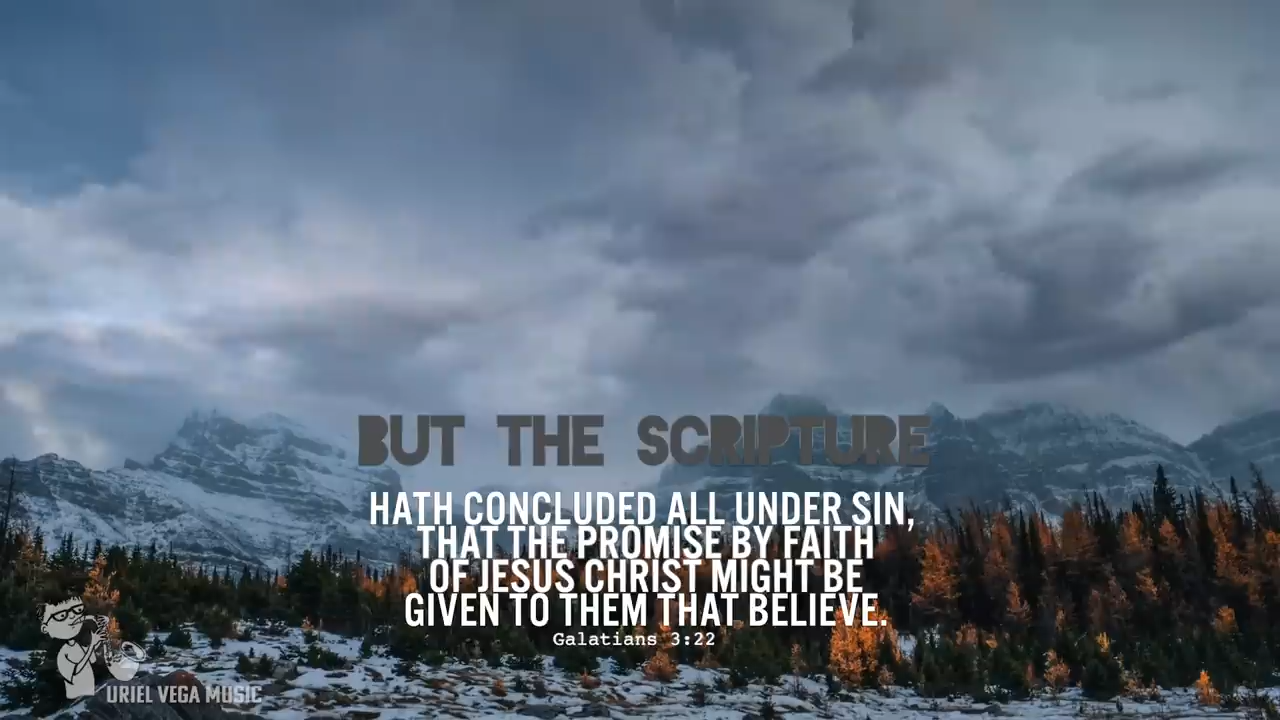 BUT THE SCRIPTURE
HATH CONCLUDED ALL UNDER SIN,
THAT THE PROMISE BY FAITH
OF JESUS CHRIST MIGHT BE
GIVEN TO THEM THAT BELIEVE.
Galatians 3:22
URIEL VEGA MUSIC